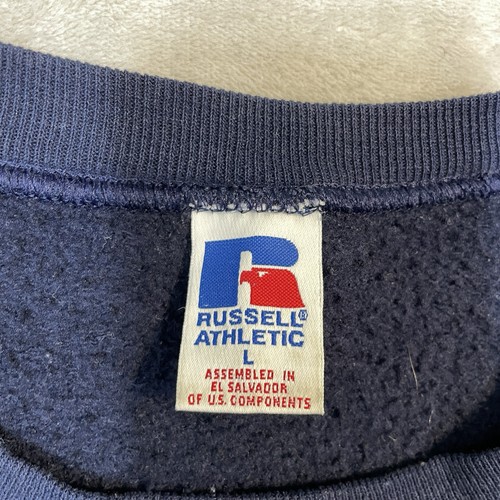 RUSSELL®
ATHLETIC
L
ASSEMBLED IN
EL SALVADOR
OF U.S. COMPONENTS